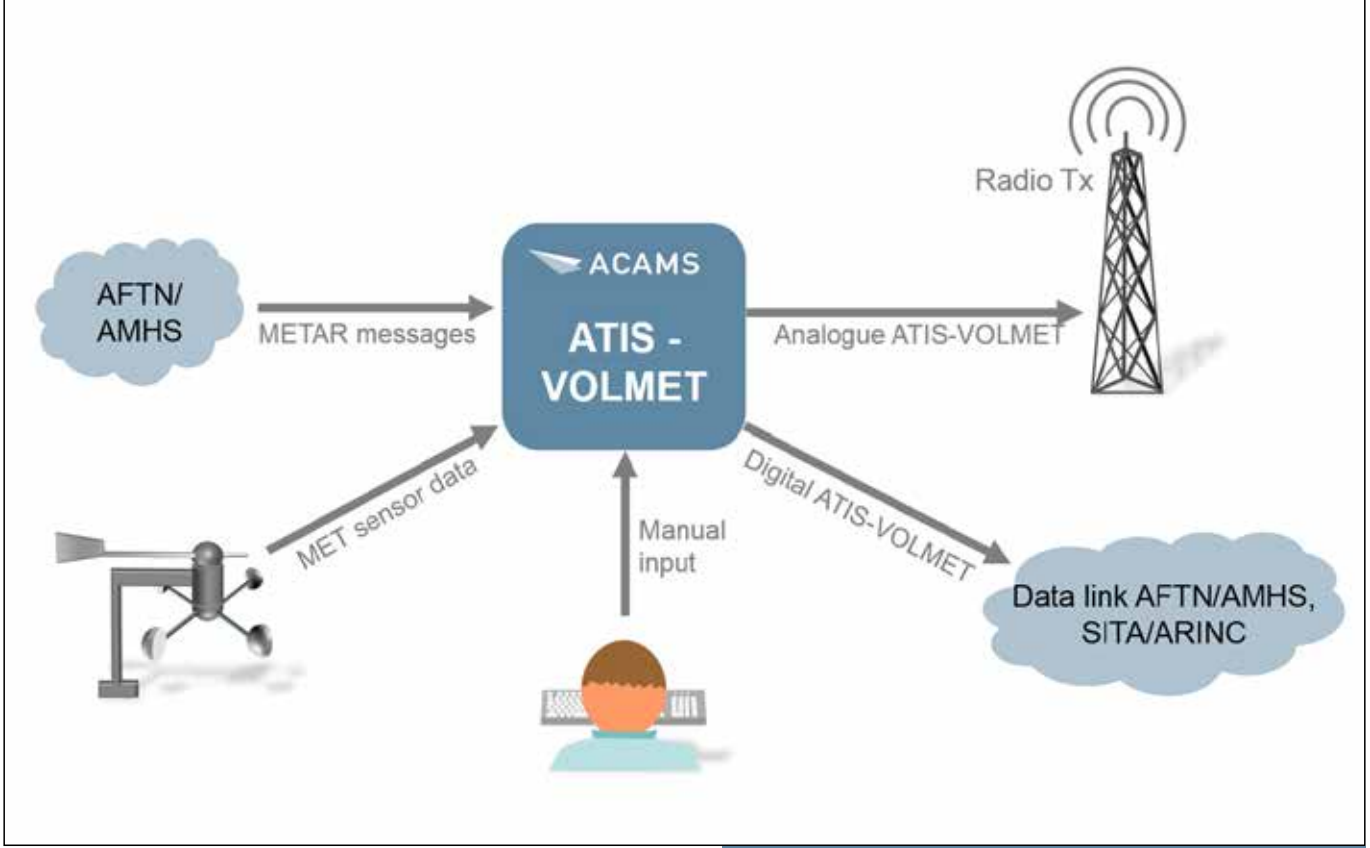 Radio Tx
ACAMS
AFTN/
AMHS
METAR messages
ATIS -
VOLMET
Analogue ATIS-VOLMET
MET sensor data
Manual
input
Digital ATIS-VOLMET
Data link AFTN/AMHS,
SITA/ARINC